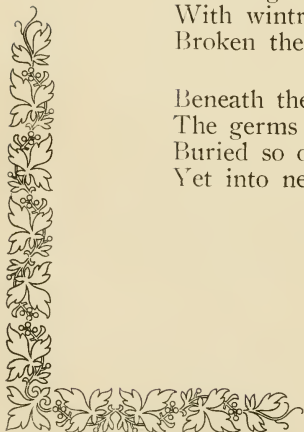 With wintr
Broken the

Beneath the
The germs
Buried so
Yet into ne